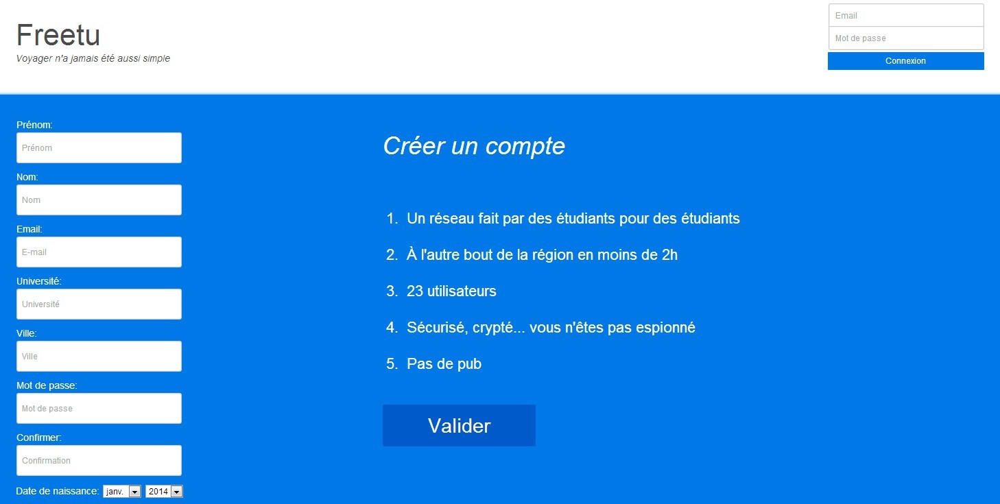 Freetu
Voyager n'a jamais été aussi simple
Email
Mot de passe
Connexion
Prénom:
Prénom
Nom:
Nom
Email:
E-mail
Université:
Université
Ville:
Ville
Mot de passe:
Mot de passe
Confirmer:
Confirmation
Date de naissance: janv. 2014
Créer un compte
1. Un réseau fait par des étudiants pour des étudiants
2. À l'autre bout de la région en moins de 2h
3. 23 utilisateurs
4. Sécurisé, crypté... vous n'êtes pas espionné
5. Pas de pub
Valider